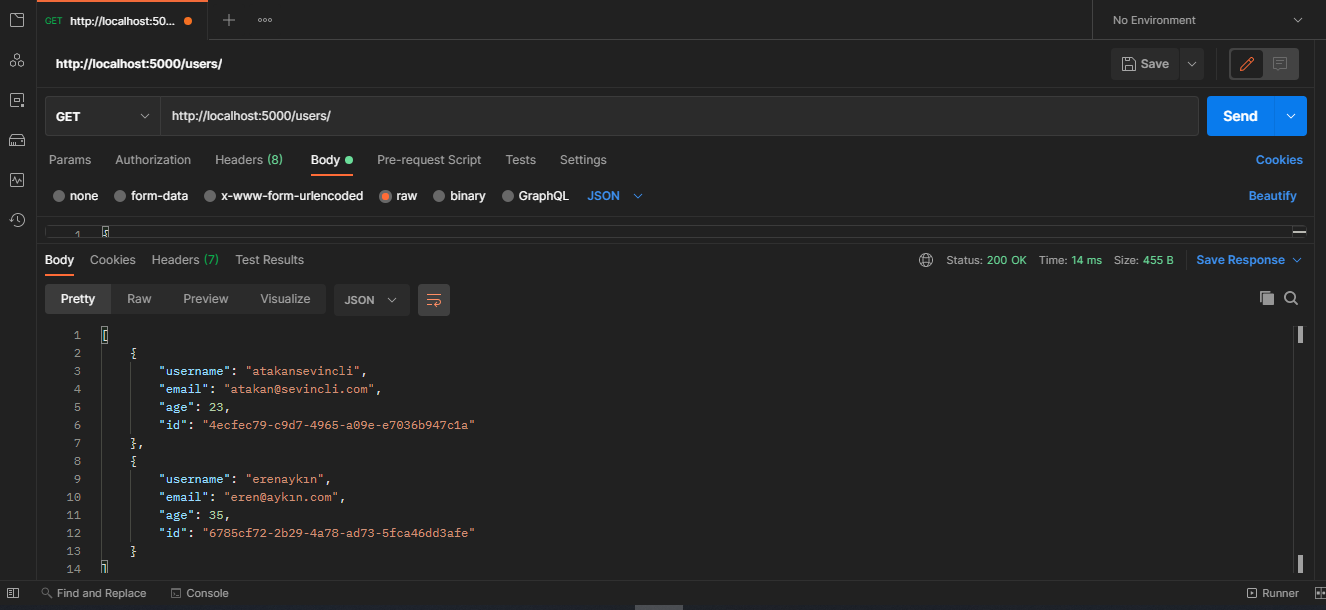 GET http://localhost:50...
No Environment
http://localhost:5000/users/
Save
GET http://localhost:5000/users/ Send
Params Authorization Headers (8) Body Pre-request Script Tests Settings Cookies
none form-data x-www-form-urlencoded raw binary GraphQL JSON Beautify
1 {
Body Cookies Headers (7) Test Results Status: 200 OK Time: 14 ms Size: 455 B Save Response
Pretty Raw Preview Visualize JSON
1 [
2 {
3 "username": "atakansevincli",
4 "email": "atakan@sevincli.com",
5 "age": 23,
6 "id": "4ecfec79-c9d7-4965-a09e-e7036b947c1a"
7 },
8 {
9 "username": "erenaykın",
10 "email": "eren@aykın.com",
11 "age": 35,
12 "id": "6785cf72-2b29-4a78-ad73-5fca46dd3afe"
13 }
14 ]
Find and Replace Console Runner